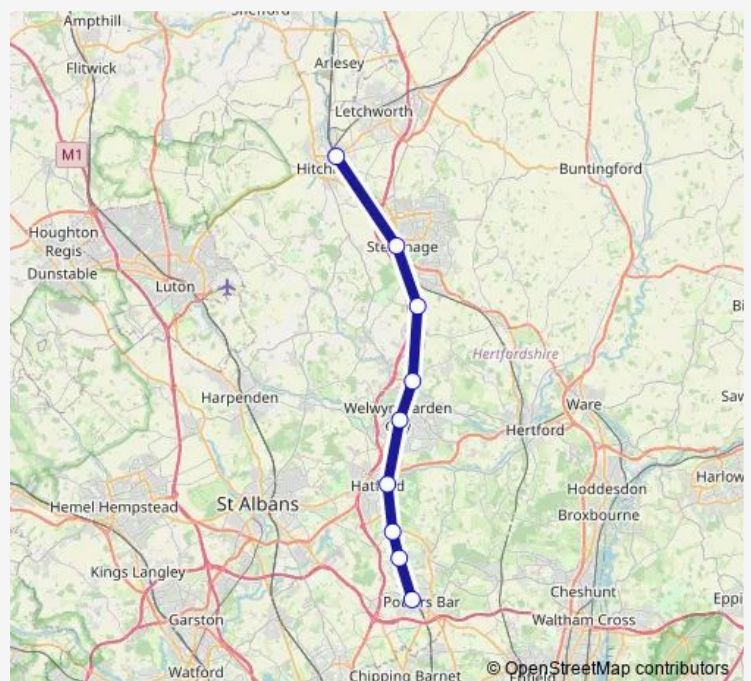 Ampthill
Flitwick
Arlesey
Letchworth
M1
Buntingford
Houghton
Regis
Dunstable
Luton
Hertfordshire
Harpenden
Ware
Hertford
Hemel Hempstead
St Albans
Hoddesdon
Broxbourne
Harlow
Kings Langley
Garston
Cheshunt
Waltham Cross
Eppi
Watford
Chipping Barnet
© OpenStreetMap contributors